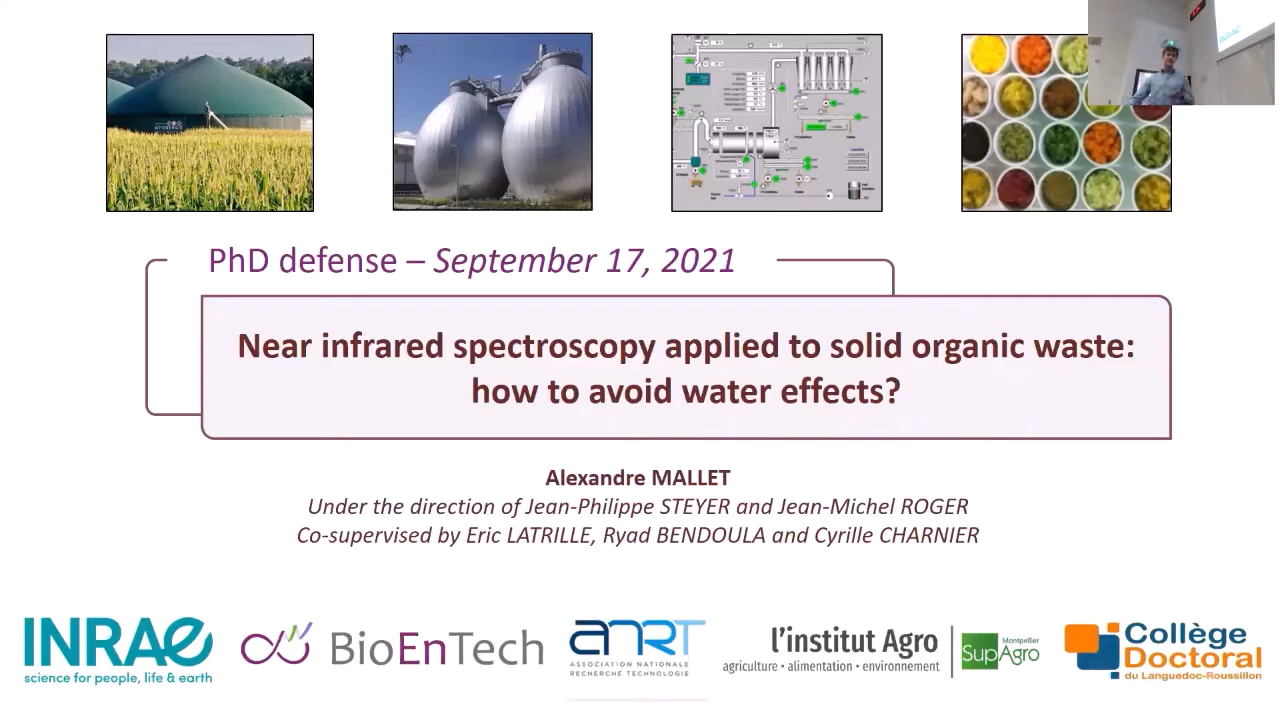 PhD defense – September 17, 2021
Near infrared spectroscopy applied to solid organic waste:
how to avoid water effects?
Alexandre MALLET
Under the direction of Jean-Philippe STEYER and Jean-Michel ROGER
Co-supervised by Eric LATRILLE, Ryad BENDOULA and Cyrille CHARNIER
INRAE
science for people, life & earth
BioEnTech
anrt
ASSOCIATION NATIONALE
RECHERCHE TECHNOLOGIE
l'institut Agro
agriculture • alimentation • environnement
Montpellier
SupAgro
Collège
Doctoral
du Languedoc-Roussillon